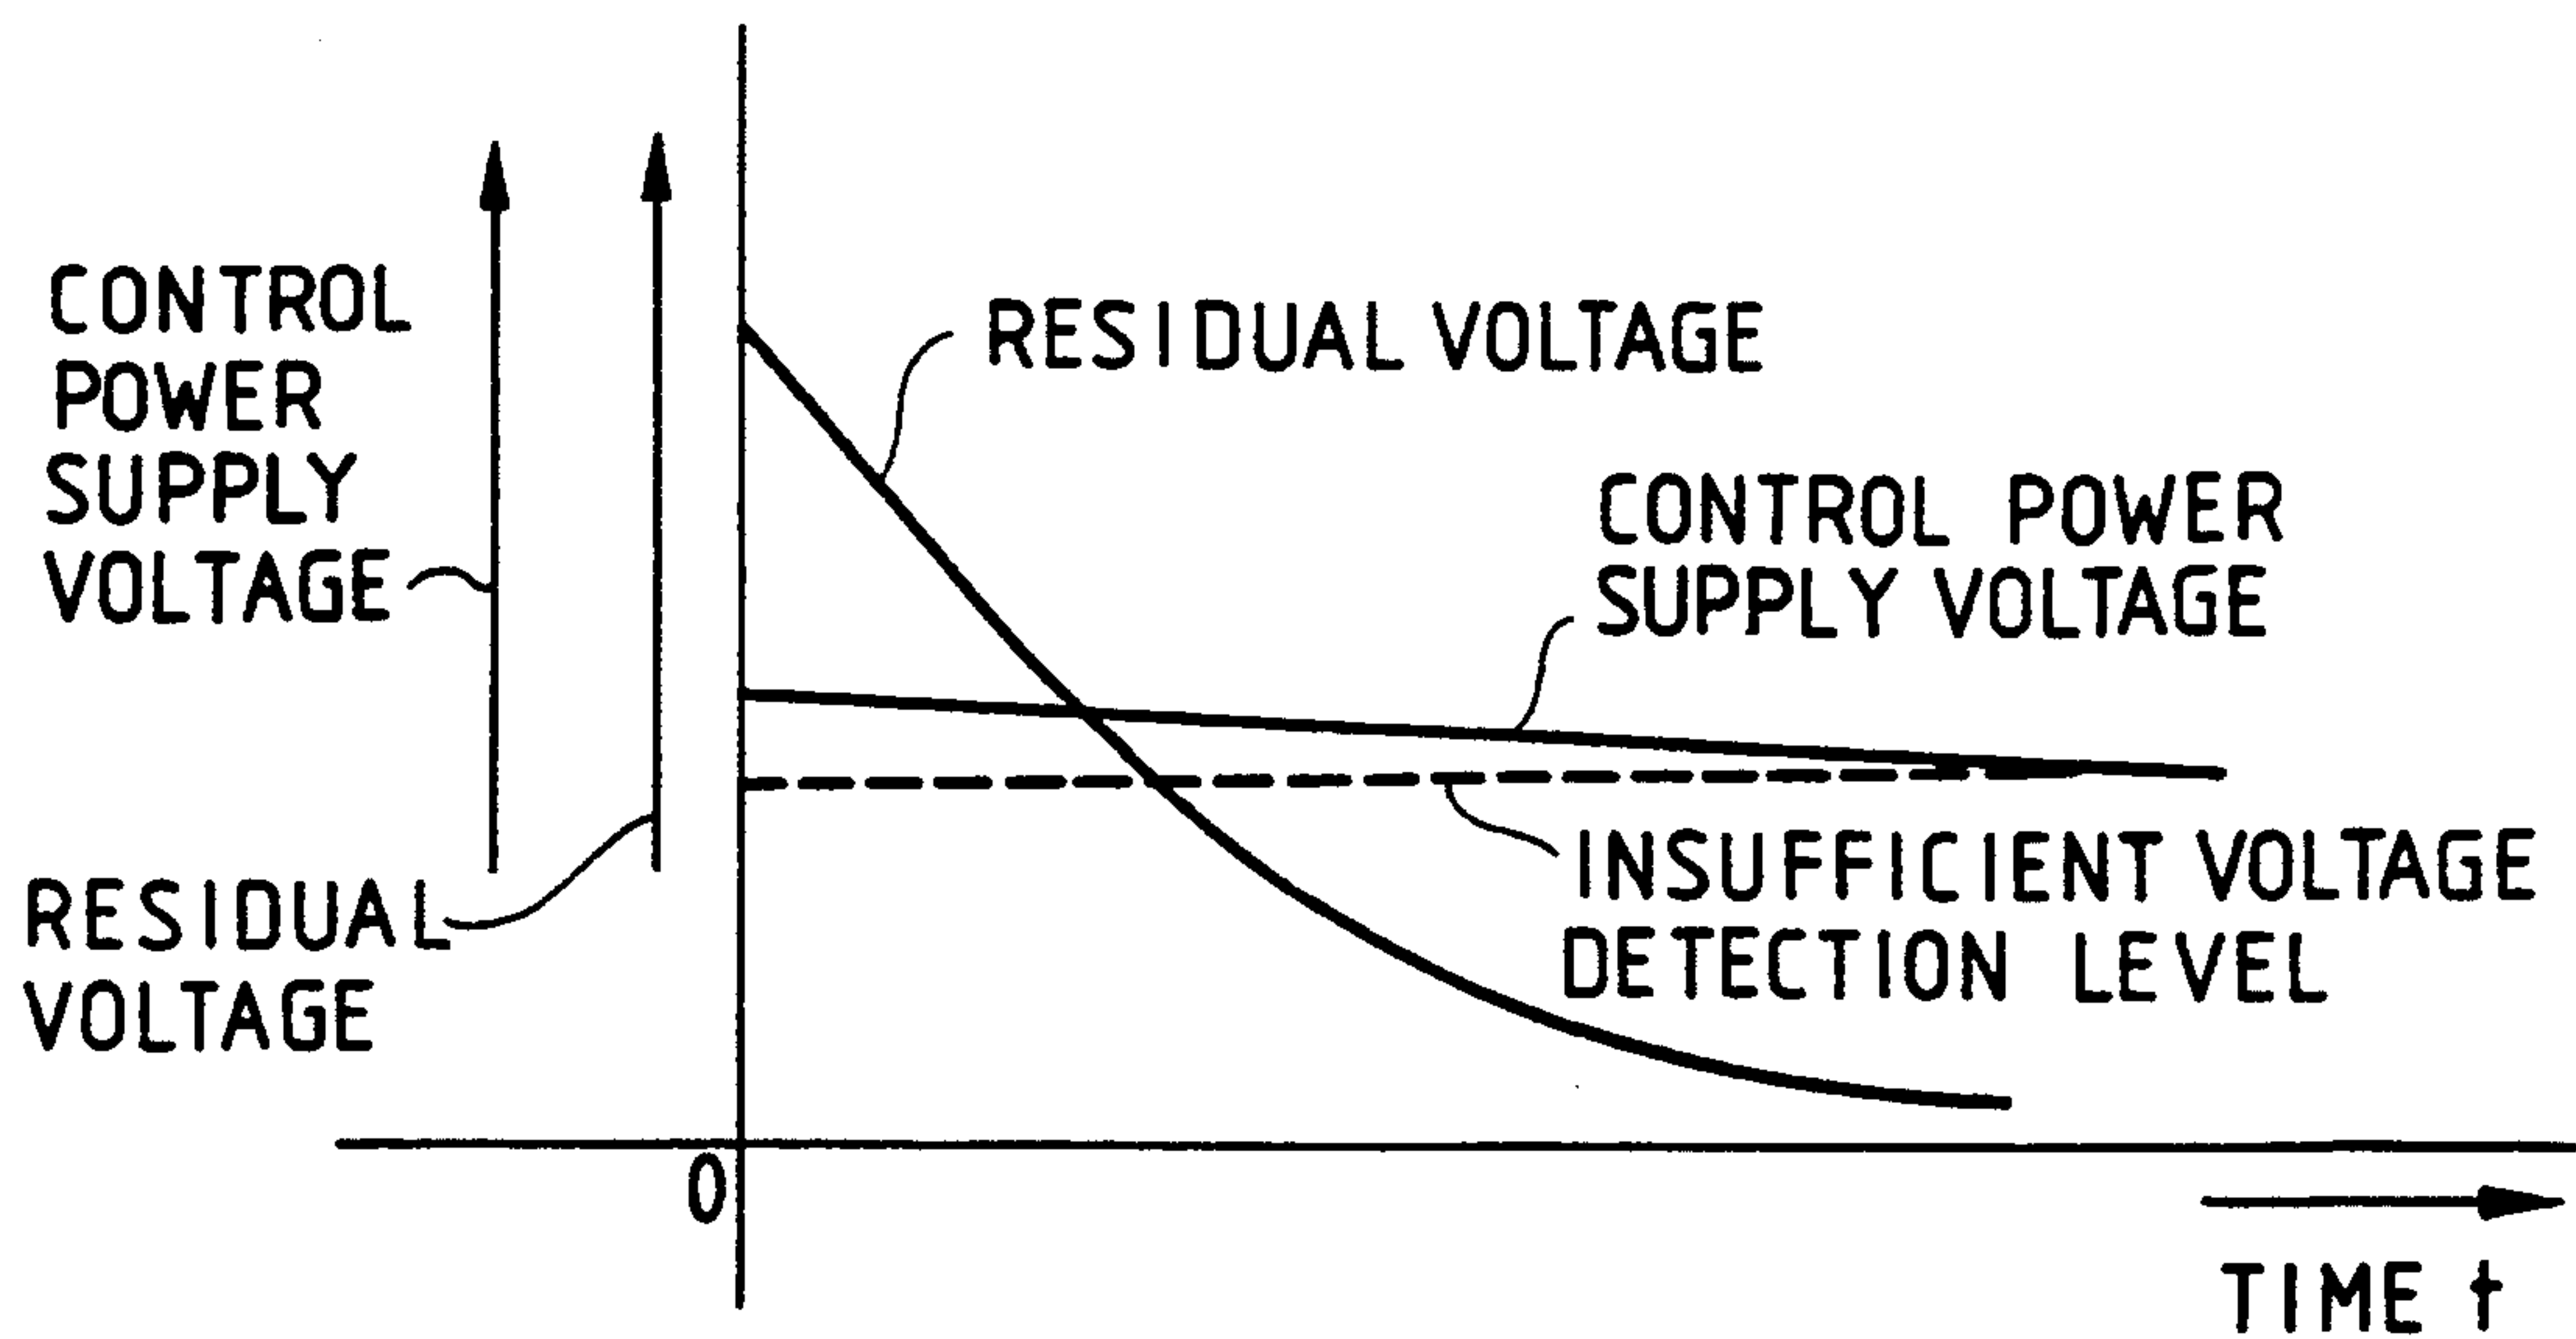 CONTROL
POWER
SUPPLY
VOLTAGE
RESIDUAL
VOLTAGE
RESIDUAL VOLTAGE
CONTROL POWER
SUPPLY VOLTAGE
INSUFFICIENT VOLTAGE
DETECTION LEVEL
0
TIME t